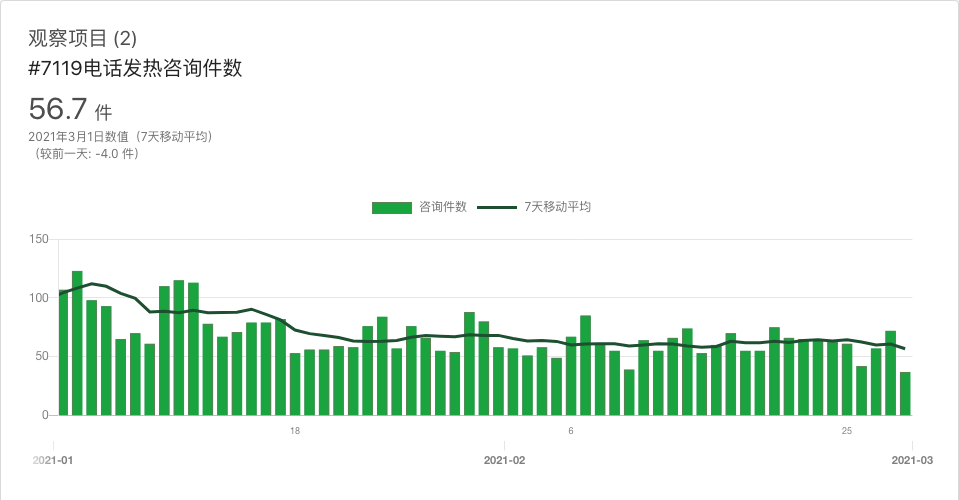 观察项目 (2)
#7119电话发热咨询件数
56.7 件
2021年3月1日数值（7天移动平均）
（较前一天: -4.0 件）
咨询件数 7天移动平均
150
100
50
0
18 6 25
2021-01 2021-02 2021-03